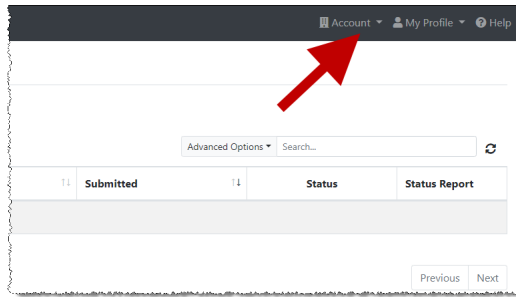 Account My Profile Help
Advanced Options Search...
Submitted Status Status Report
Previous Next